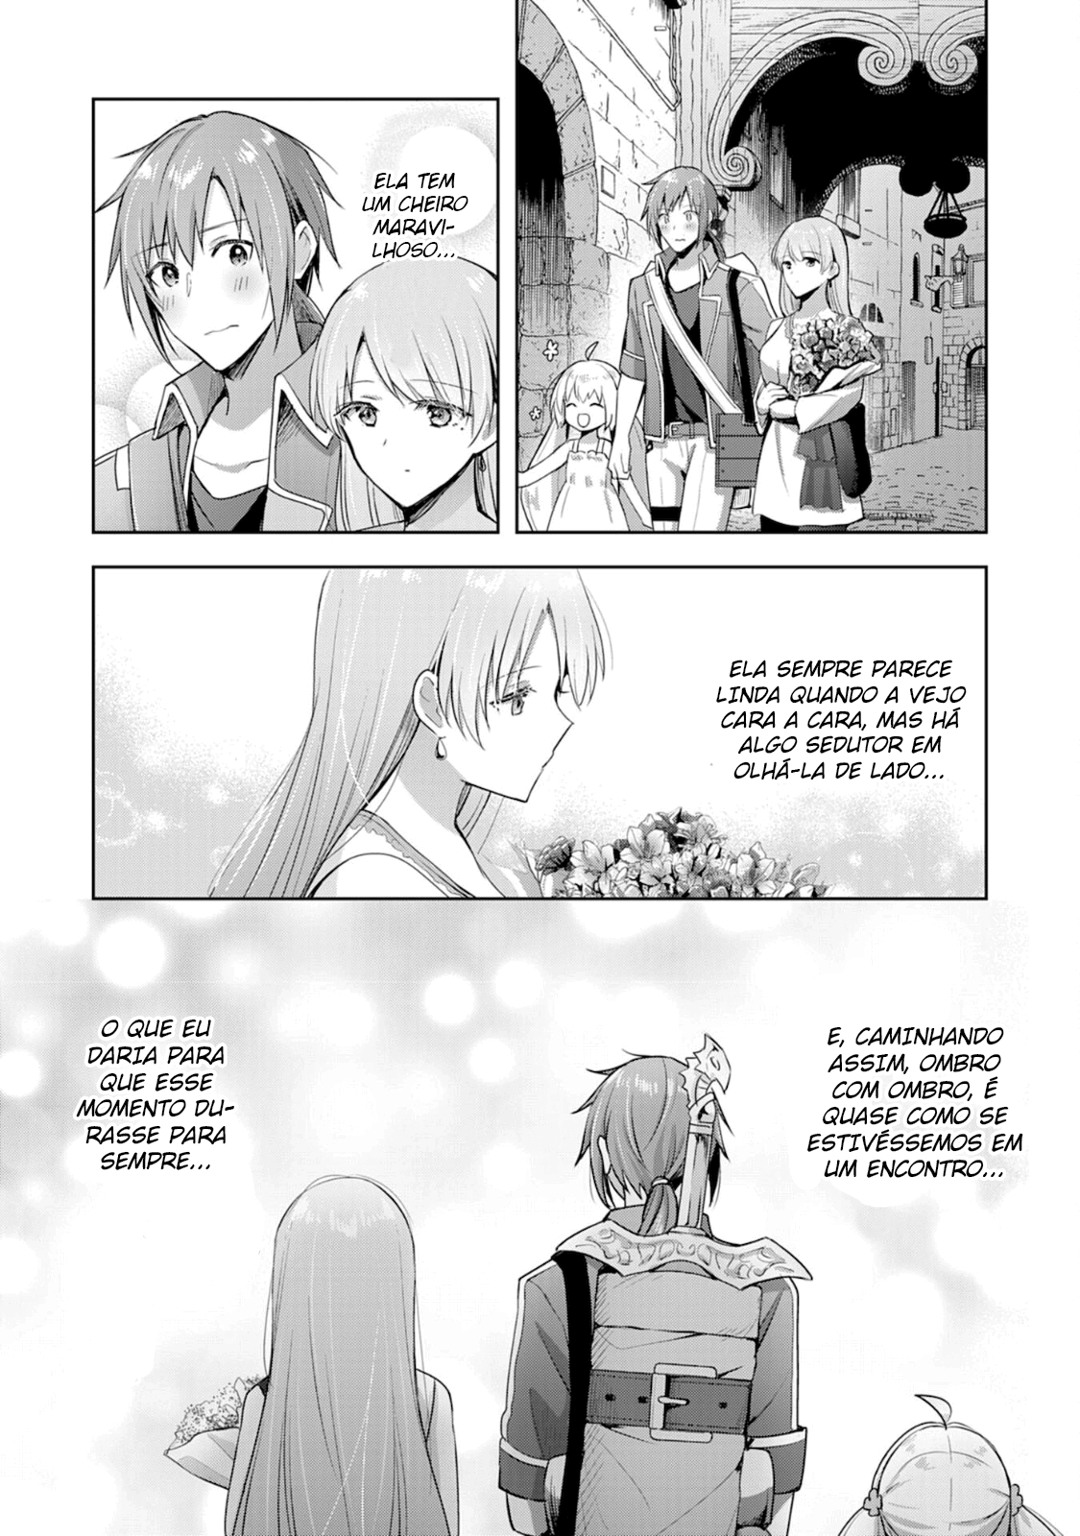 ELA TEM
UM CHEIRO
MARAVI-
LHOSO...
ELA SEMPRE PARECE
LINDA QUANDO A VEJO
CARA A CARA, MAS HÁ
ALGO SEDUTOR EM
OLHÁ-LA DE LADO...
E, CAMINHANDO
ASSIM, OMBRO
COM OMBRO, É
QUASE COMO SE
ESTIVÉSSEMOS EM
UM ENCONTRO...
O QUE EU
DARIA PARA
QUE ESSE
MOMENTO DU-
RASSE PARA
SEMPRE...